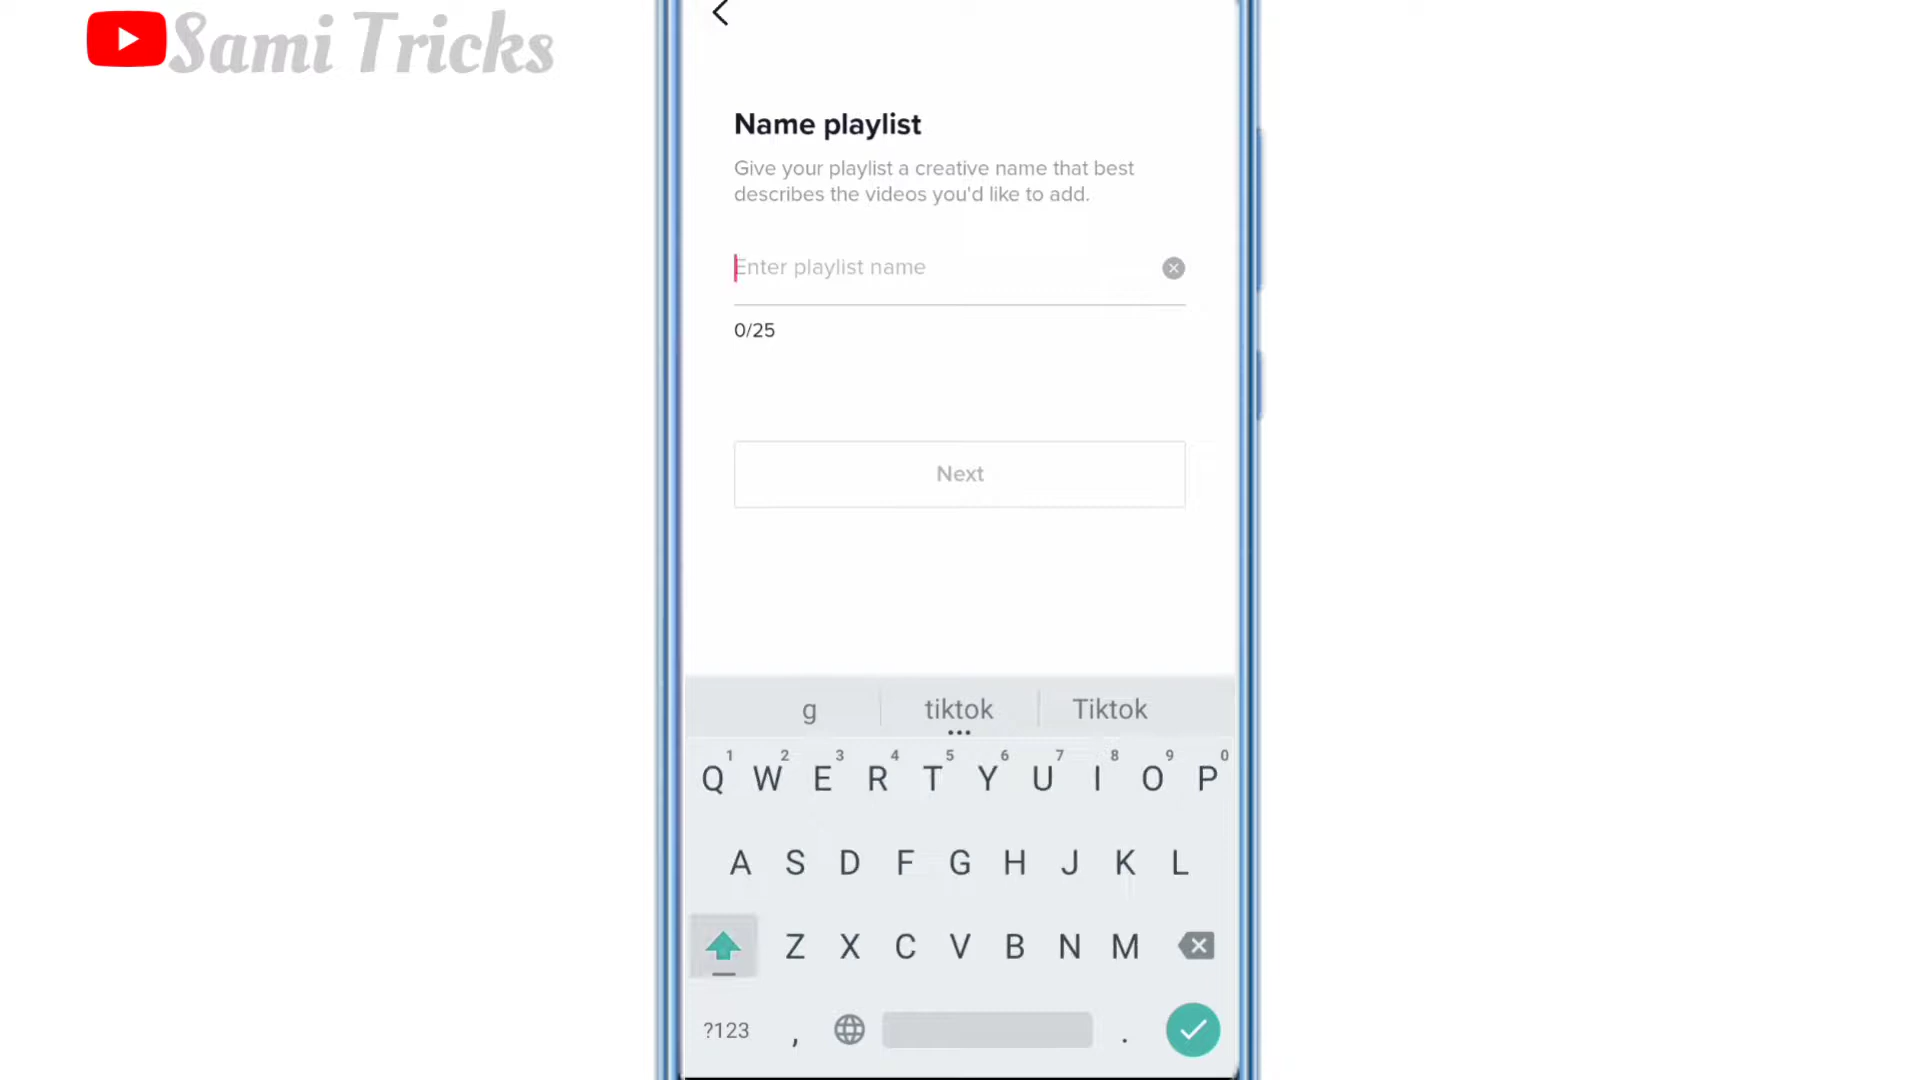 Sami Tricks
Name playlist
Give your playlist a creative name that best
describes the videos you'd like to add.
Enter playlist name
0/25
Next
g tiktok Tiktok
1 2 3 4 5 6 7 8 9 0
Q W E R T Y U I O P
A S D F G H J K L
Z X C V B N M
?123 , .